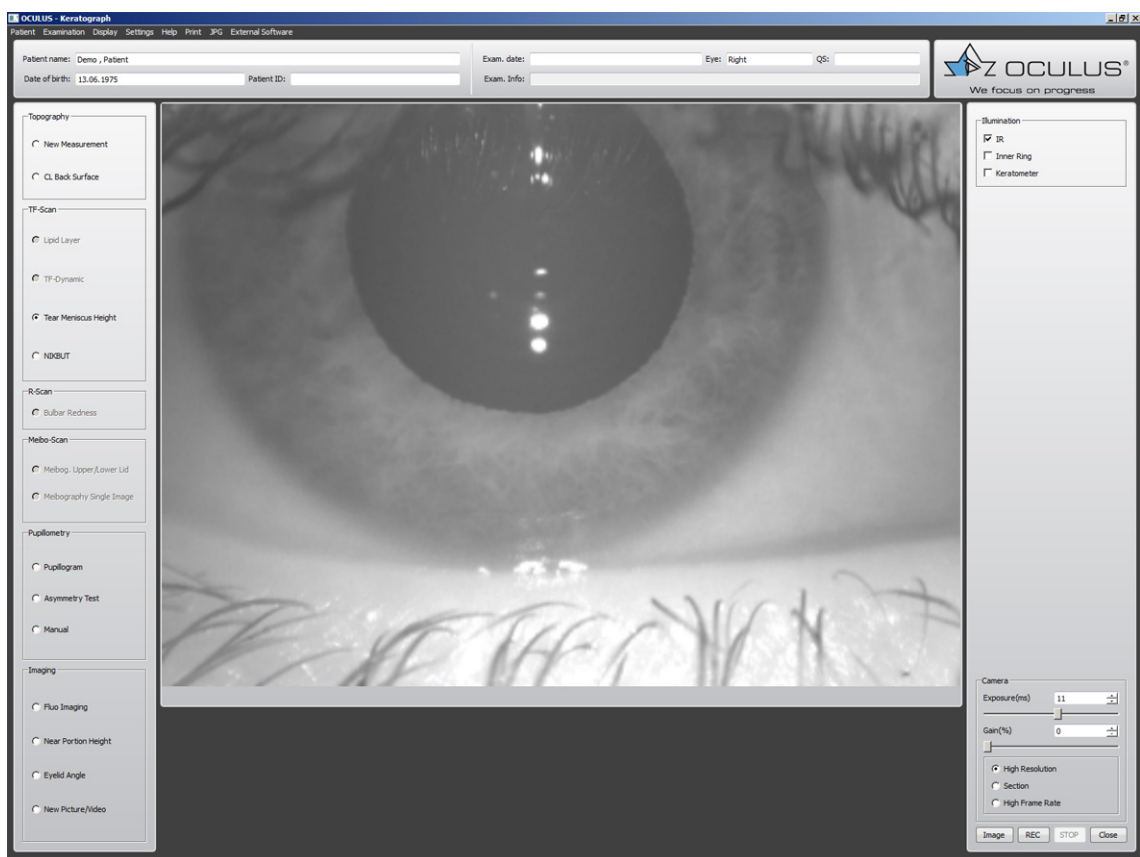 OCULUS - Keratograph
Patient Examination Display Settings Help Print JPG External Software
Patient name: Demo , Patient
Date of birth: 13.06.1975 Patient ID:
Exam. date: Eye: Right QS:
Exam. Info:
OCULUS®
We focus on progress
Topography
New Measurement
CL Back Surface
TF-Scan
Lipid Layer
TF-Dynamic
Tear Meniscus Height
NIKBUT
R-Scan
Bulbar Redness
Meibo-Scan
Meibog. Upper/Lower Lid
Meibography Single Image
Pupillometry
Pupillogram
Asymmetry Test
Manual
Imaging
Fluo Imaging
Near Portion Height
Eyelid Angle
New Picture/Video
Illumination
IR
Inner Ring
Keratometer
Camera
Exposure(ms) 11
Gain(%) 0
High Resolution
Section
High Frame Rate
Image REC STOP Close